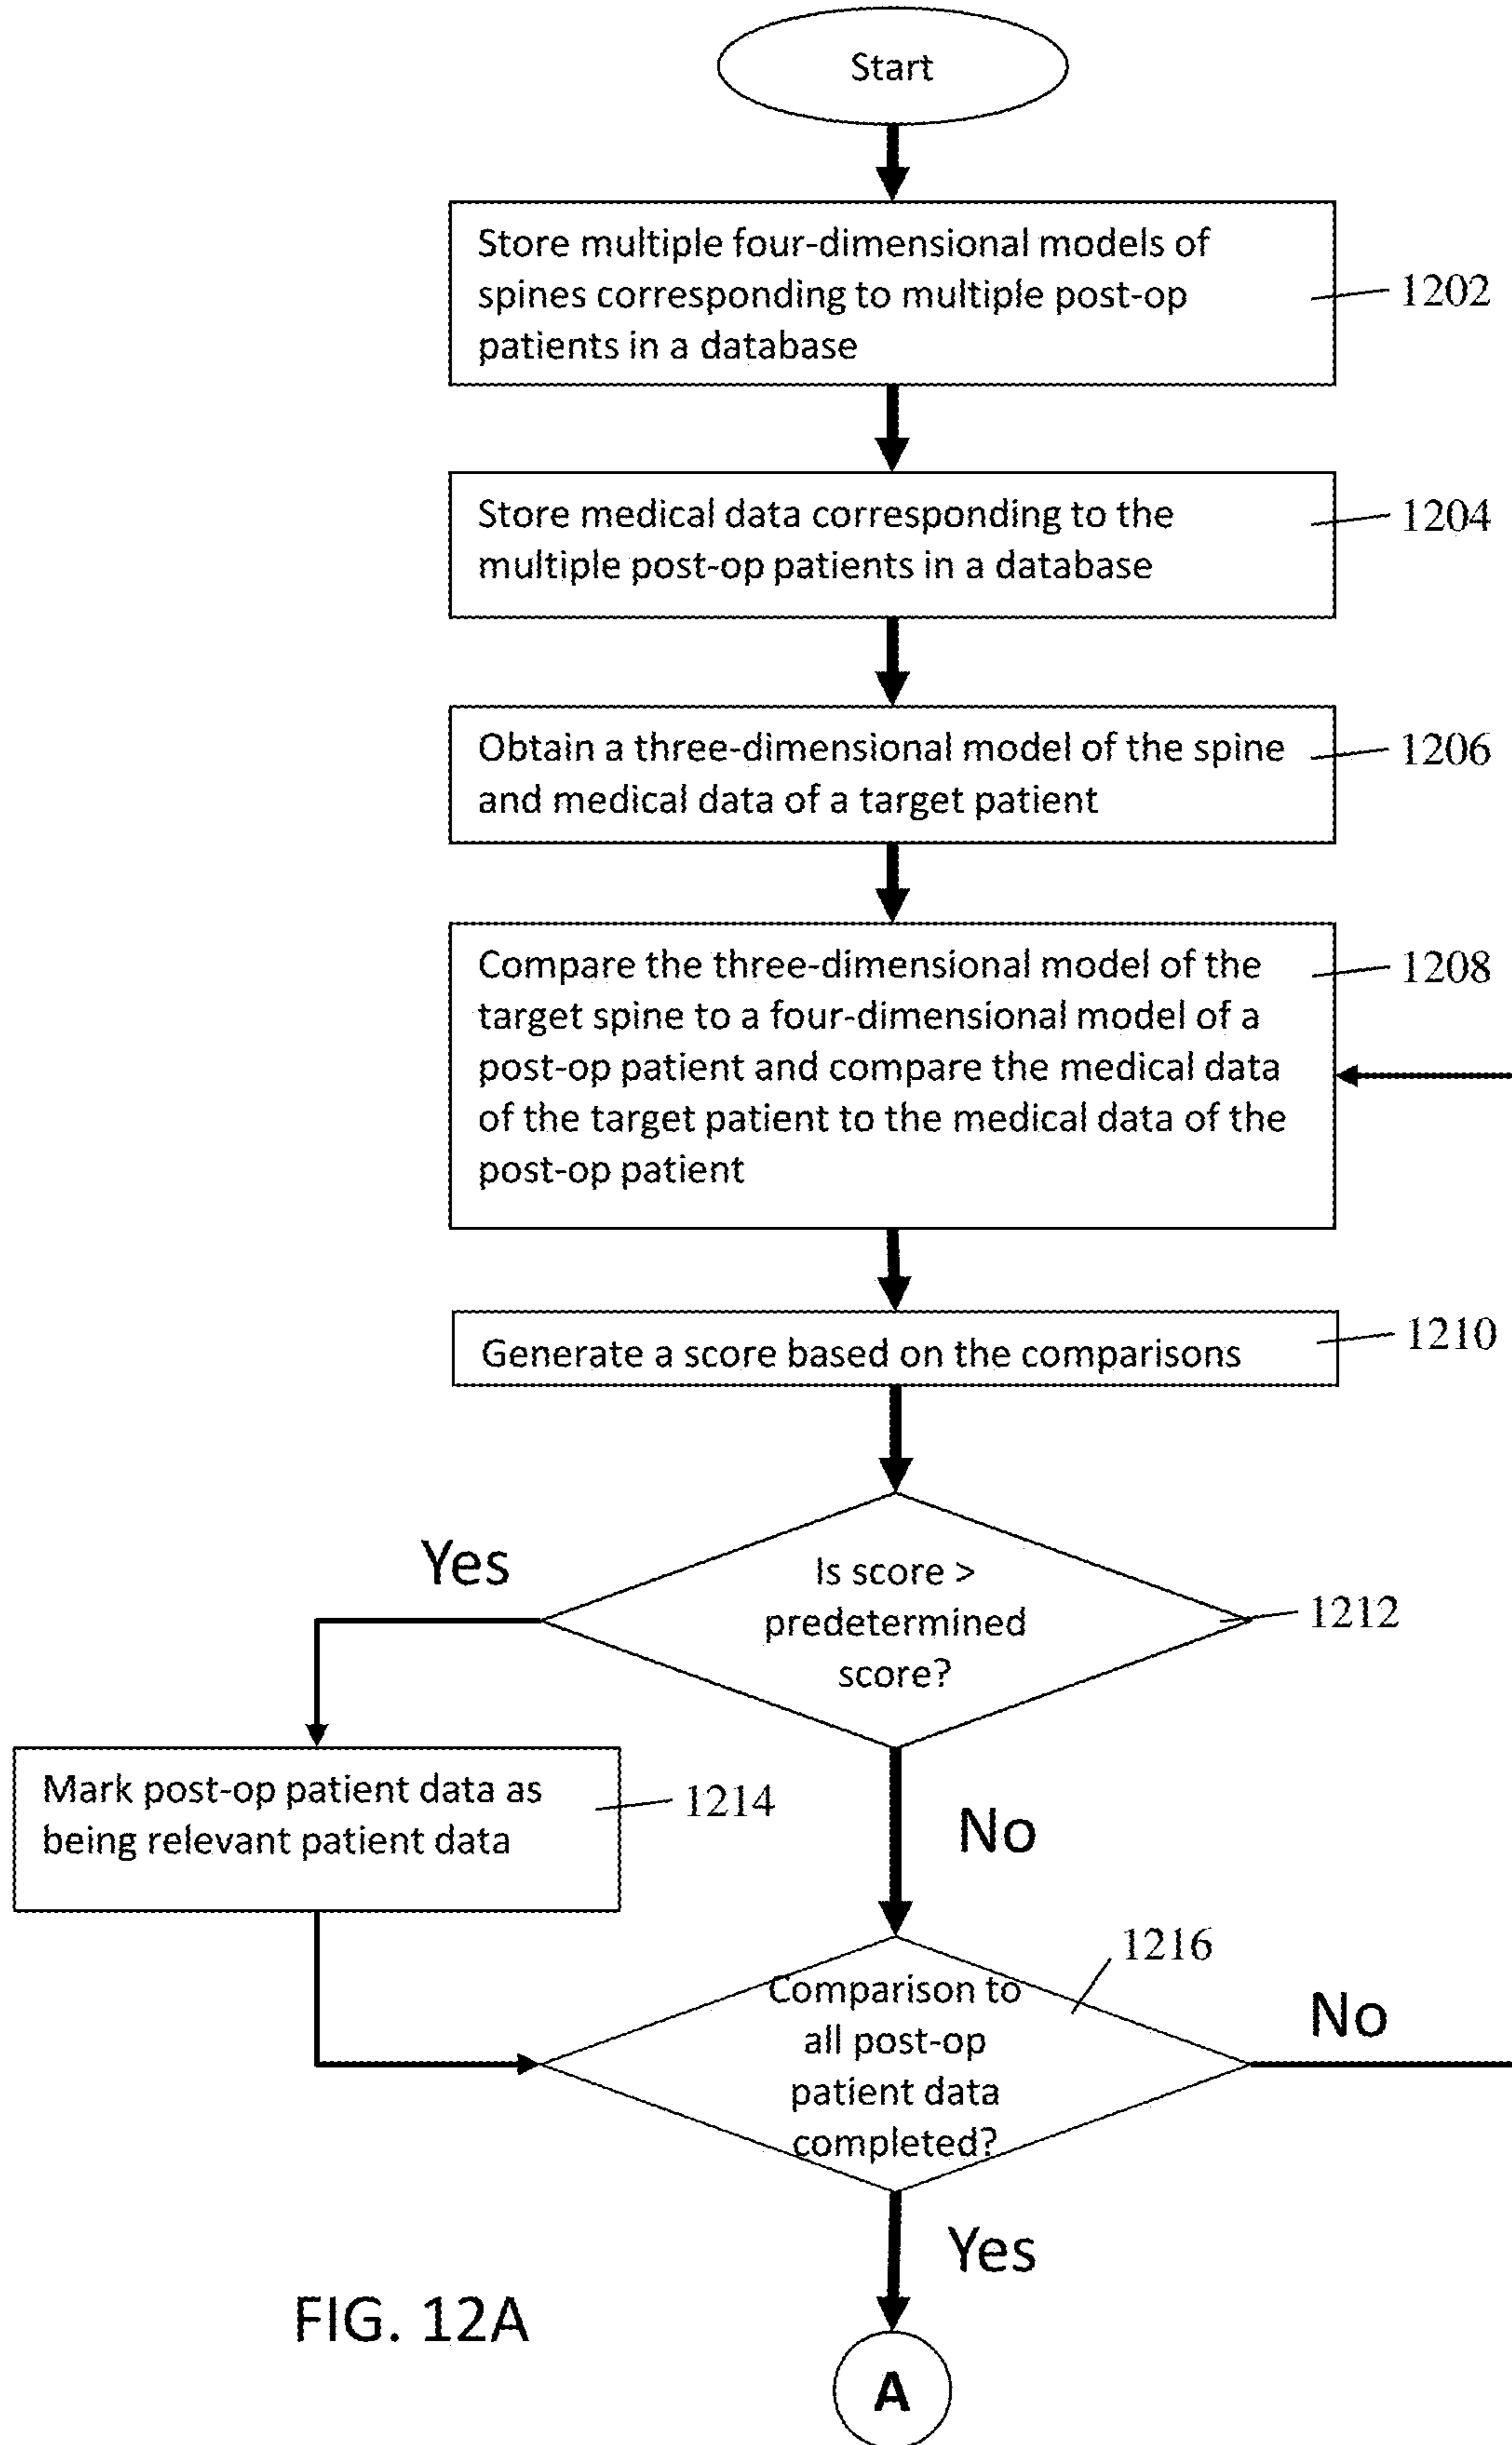 Start
Store multiple four-dimensional models of
spines corresponding to multiple post-op
patients in a database
1202
Store medical data corresponding to the
multiple post-op patients in a database
1204
Obtain a three-dimensional model of the spine
and medical data of a target patient
1206
Compare the three-dimensional model of the
target spine to a four-dimensional model of a
post-op patient and compare the medical data
of the target patient to the medical data of the
post-op patient
1208
Generate a score based on the comparisons
1210
Is score >
predetermined
score?
1212
Yes
Mark post-op patient data as
being relevant patient data
1214
No
Comparison to
all post-op
patient data
completed?
1216
No
Yes
A
FIG. 12A